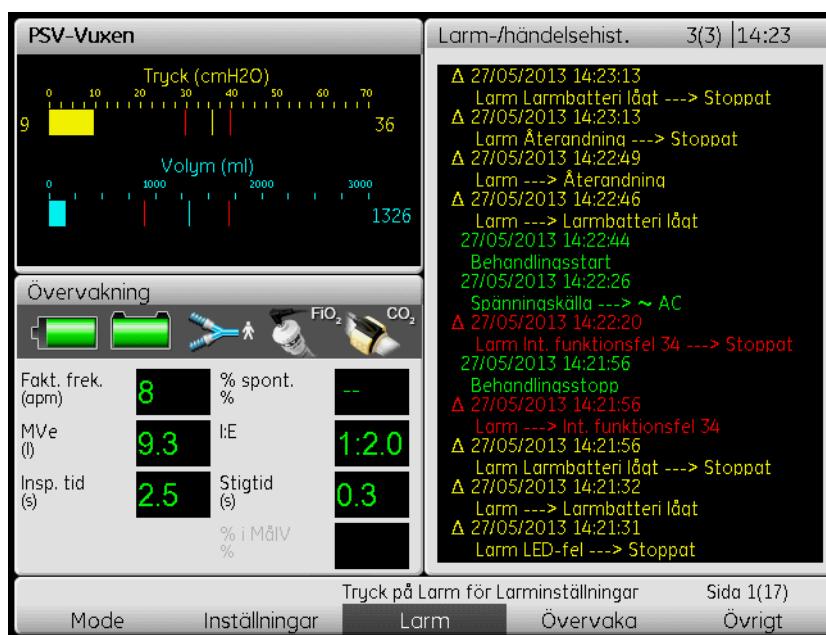 PSV-Vuxen
Tryck (cmH2O)
0 10 20 30 40 50 60 70
9 36
Volym (ml)
0 1000 2000 3000
1326
Övervakning
FiO2 CO2
Fakt. frek. (apm) 8 % spont. % --
MVe (l) 9.3 I:E 1:2.0
Insp. tid (s) 2.5 Stigtid (s) 0.3
% i MålV %
Larm-/händelsehist. 3(3) 14:23
Δ 27/05/2013 14:23:13
Larm Larmbatteri lågt ---> Stoppat
Δ 27/05/2013 14:23:13
Larm Återandning ---> Stoppat
Δ 27/05/2013 14:22:49
Larm ---> Återandning
Δ 27/05/2013 14:22:46
Larm ---> Larmbatteri lågt
27/05/2013 14:22:44
Behandlingsstart
27/05/2013 14:22:26
Spänningskälla ---> ~ AC
Δ 27/05/2013 14:22:20
Larm Int. funktionsfel 34 ---> Stoppat
27/05/2013 14:21:56
Behandlingsstopp
Δ 27/05/2013 14:21:56
Larm ---> Int. funktionsfel 34
Δ 27/05/2013 14:21:56
Larm Larmbatteri lågt ---> Stoppat
Δ 27/05/2013 14:21:32
Larm ---> Larmbatteri lågt
Δ 27/05/2013 14:21:31
Larm LED-fel ---> Stoppat
Tryck på Larm för Larminställningar Sida 1(17)
Mode Inställningar Larm Övervaka Övrigt